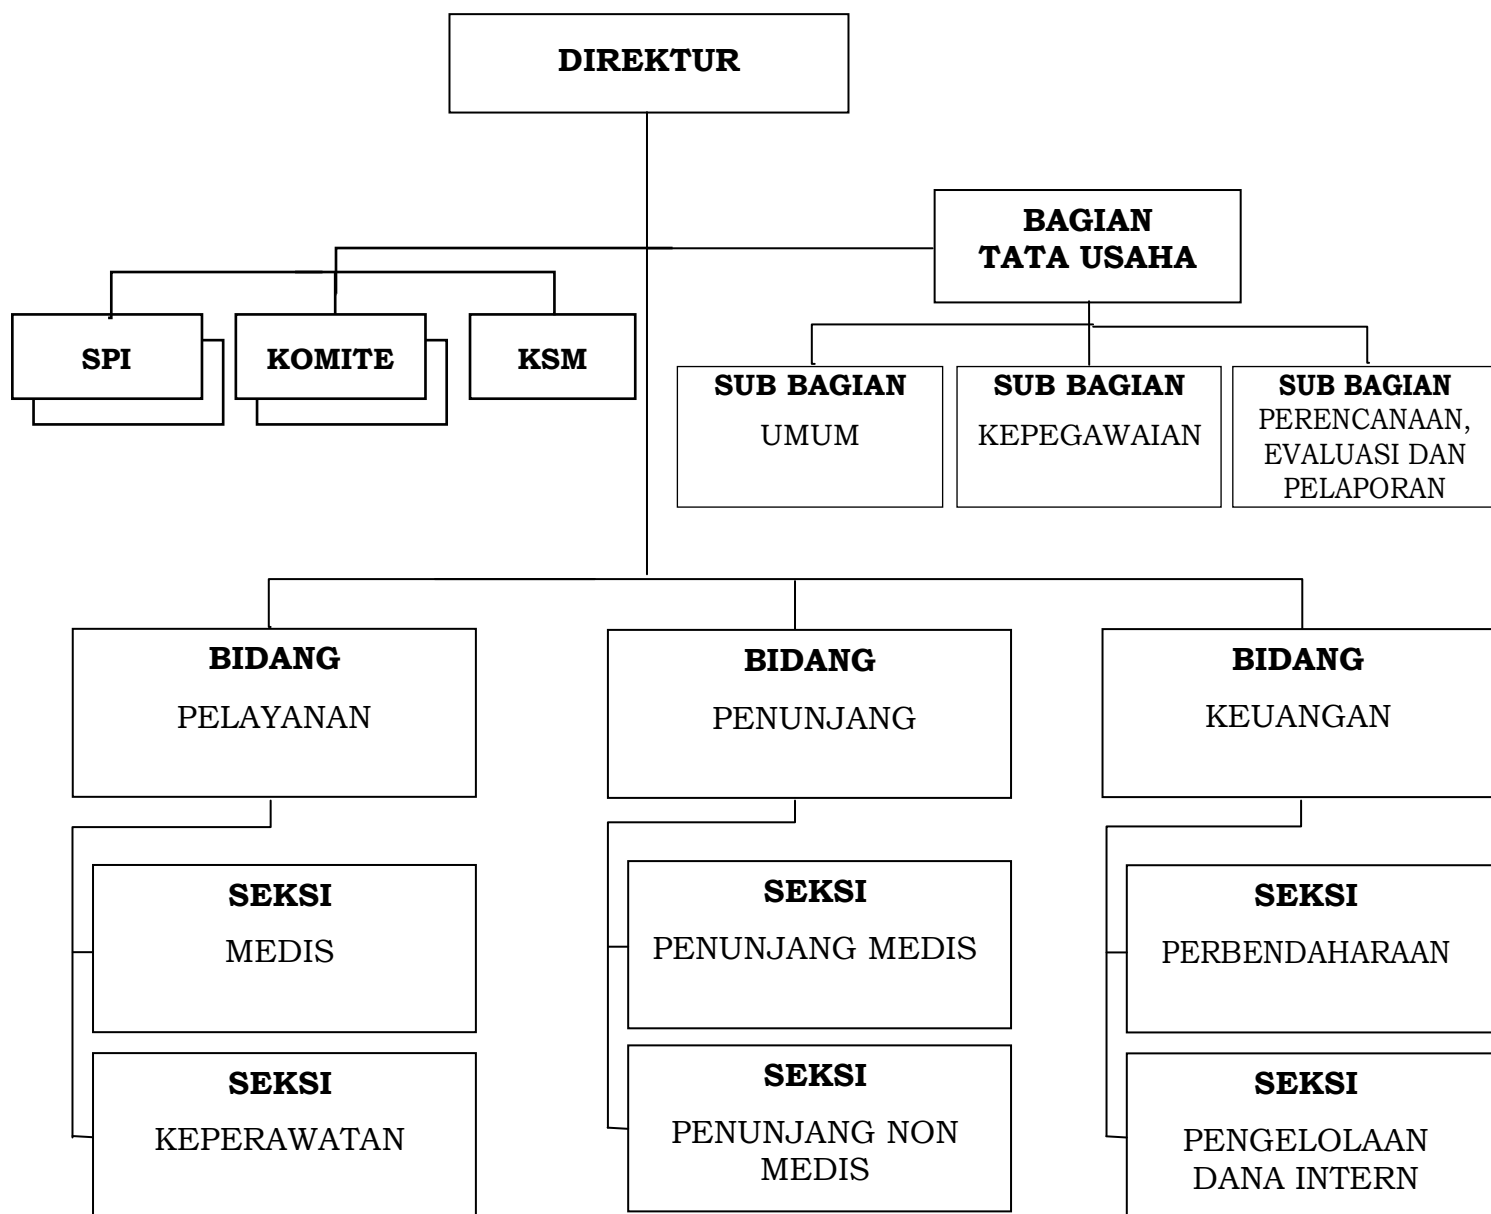 DIREKTUR
BAGIAN
TATA USAHA
SPI
KOMITE
KSM
SUB BAGIAN
UMUM
SUB BAGIAN
KEPEGAWAIAN
SUB BAGIAN
PERENCANAAN,
EVALUASI DAN
PELAPORAN
BIDANG
PELAYANAN
BIDANG
PENUNJANG
BIDANG
KEUANGAN
SEKSI
MEDIS
SEKSI
PENUNJANG MEDIS
SEKSI
PERBENDAHARAAN
SEKSI
KEPERAWATAN
SEKSI
PENUNJANG NON
MEDIS
SEKSI
PENGELOLAAN
DANA INTERN